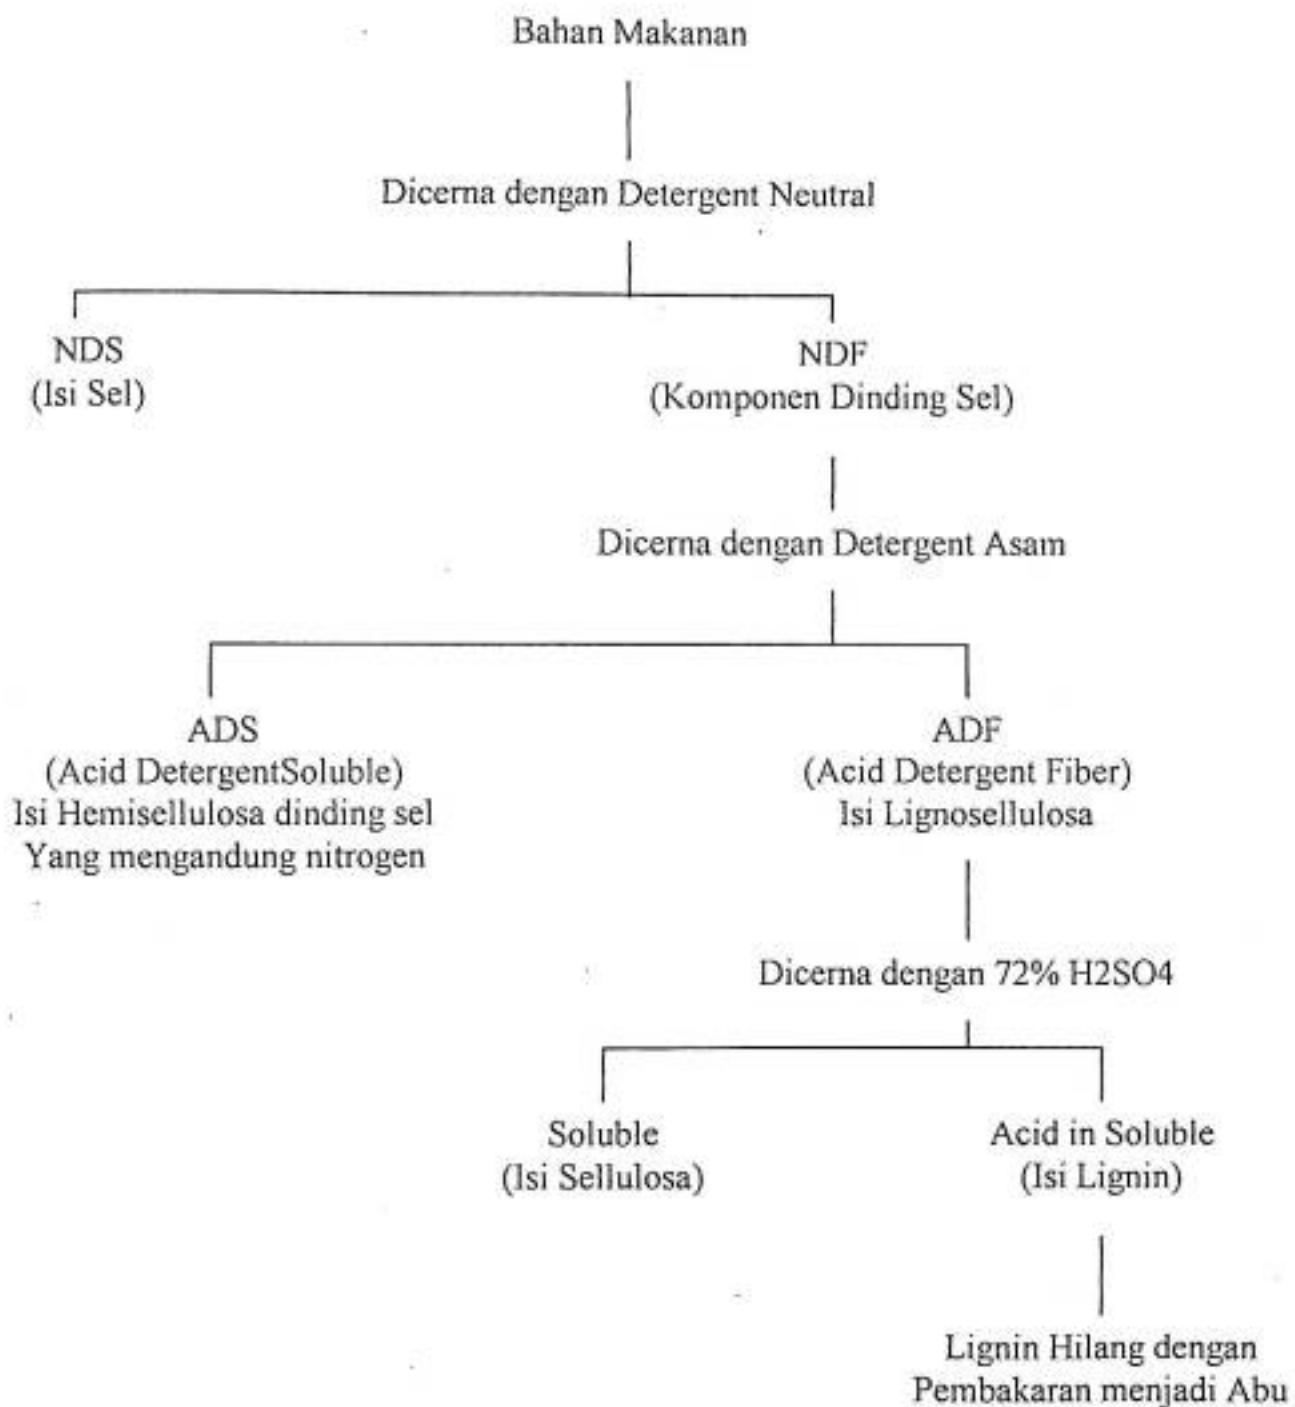 Bahan Makanan
Dicerna dengan Detergent Neutral
NDS
(Isi Sel)
NDF
(Komponen Dinding Sel)
Dicerna dengan Detergent Asam
ADS
(Acid DetergentSoluble)
Isi Hemisellulosa dinding sel
Yang mengandung nitrogen
ADF
(Acid Detergent Fiber)
Isi Lignosellulosa
Dicerna dengan 72% H2SO4
Soluble
(Isi Sellulosa)
Acid in Soluble
(Isi Lignin)
Lignin Hilang dengan
Pembakaran menjadi Abu